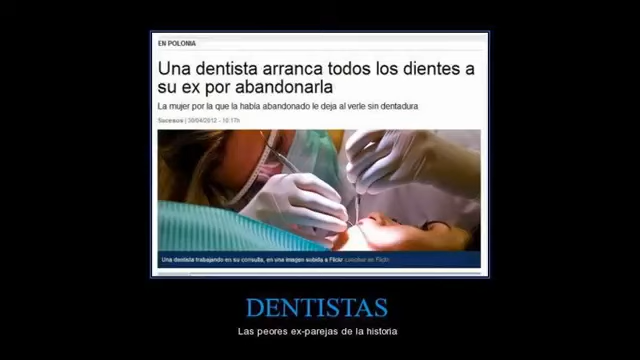 EN POLONIA
Una dentista arranca todos los dientes a
su ex por abandonarla
La mujer por la que la había abandonado le deja al verle sin dentadura
Sucesos | 30/04/2012 - 10:17h
Una dentista trabajando en su consulta, en una imagen subida a Flickr
DENTISTAS
Las peores ex-parejas de la historia